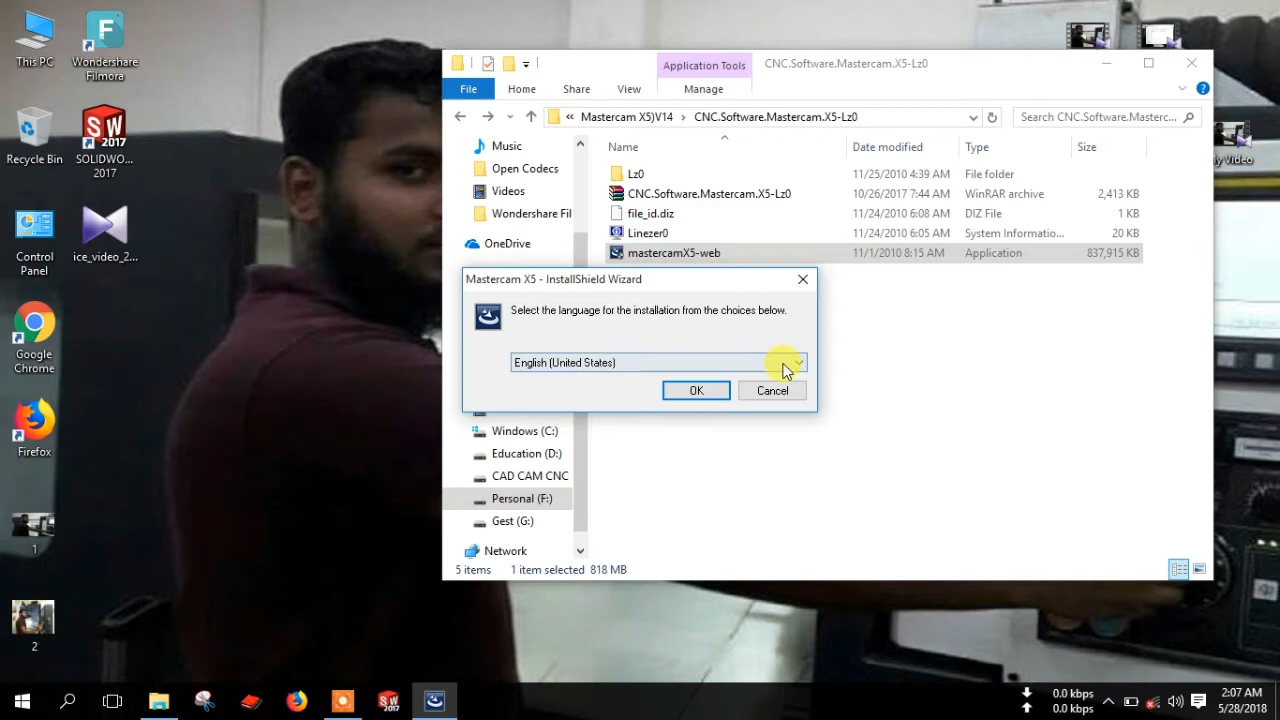 This PC
Wondershare
Filmora
Recycle Bin
SOLIDWO...
2017
Control
Panel
ice_video_2...
Google
Chrome
Firefox
1
2
Application Tools
CNC.Software.Mastercam.X5-Lz0
File
Home
Share
View
Manage
« Mastercam X5)V14 > CNC.Software.Mastercam.X5-Lz0
Search CNC.Software.Masterc...
Music
Open Codecs
Videos
Wondershare Fil
OneDrive
Windows (C:)
Education (D:)
CAD CAM CNC
Personal (F:)
Gest (G:)
Network
Name
Date modified
Type
Size
Lz0
11/25/2010 4:39 AM
File folder
CNC.Software.Mastercam.X5-Lz0
10/26/2017 7:44 AM
WinRAR archive
2,413 KB
file_id.diz
11/24/2010 6:08 AM
DIZ File
1 KB
Linezer0
11/24/2010 6:05 AM
System Informatio...
20 KB
mastercamX5-web
11/1/2010 8:15 AM
Application
837,915 KB
Mastercam X5 - InstallShield Wizard
Select the language for the installation from the choices below.
English (United States)
OK
Cancel
5 items
1 item selected 818 MB
y Video
SW
2017
0.0 kbps
0.0 kbps
2:07 AM
5/28/2018